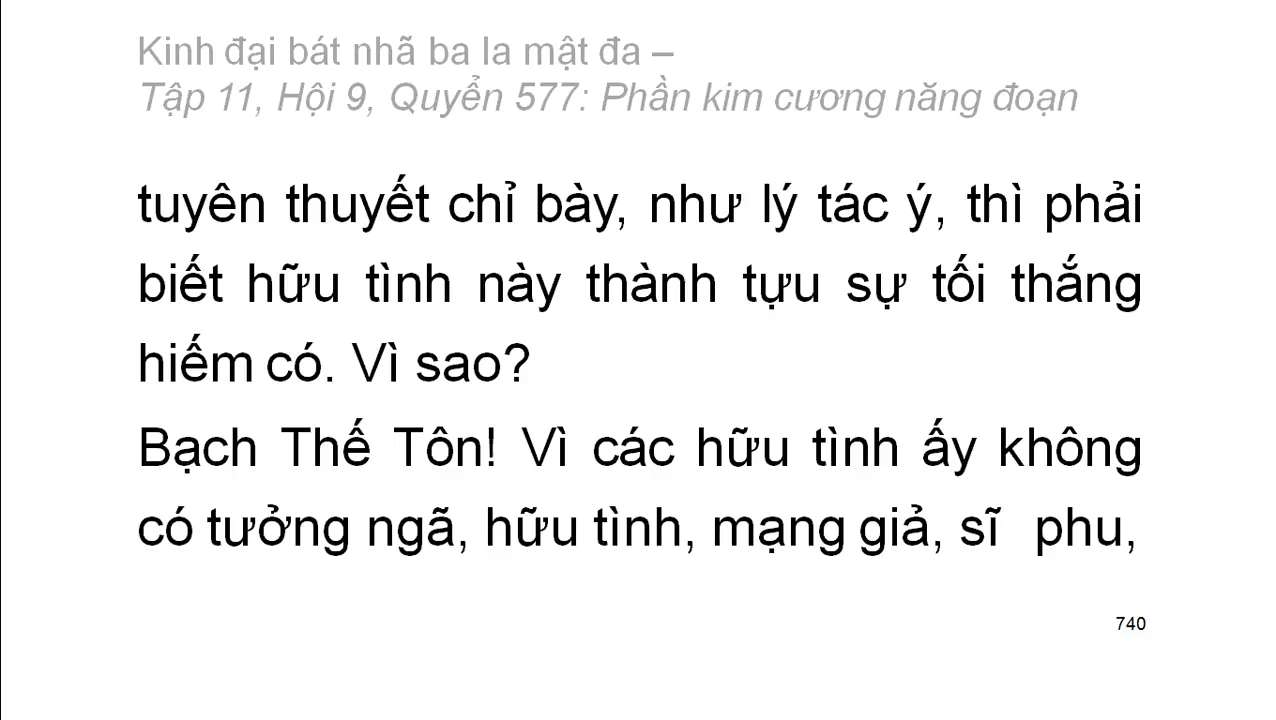 Kinh đại bát nhã ba la mật đa –
Tập 11, Hội 9, Quyển 577: Phần kim cương năng đoạn
tuyên thuyết chỉ bày, như lý tác ý, thì phải
biết hữu tình này thành tựu sự tối thắng
hiếm có. Vì sao?
Bạch Thế Tôn! Vì các hữu tình ấy không
có tưởng ngã, hữu tình, mạng giả, sĩ phu,
740